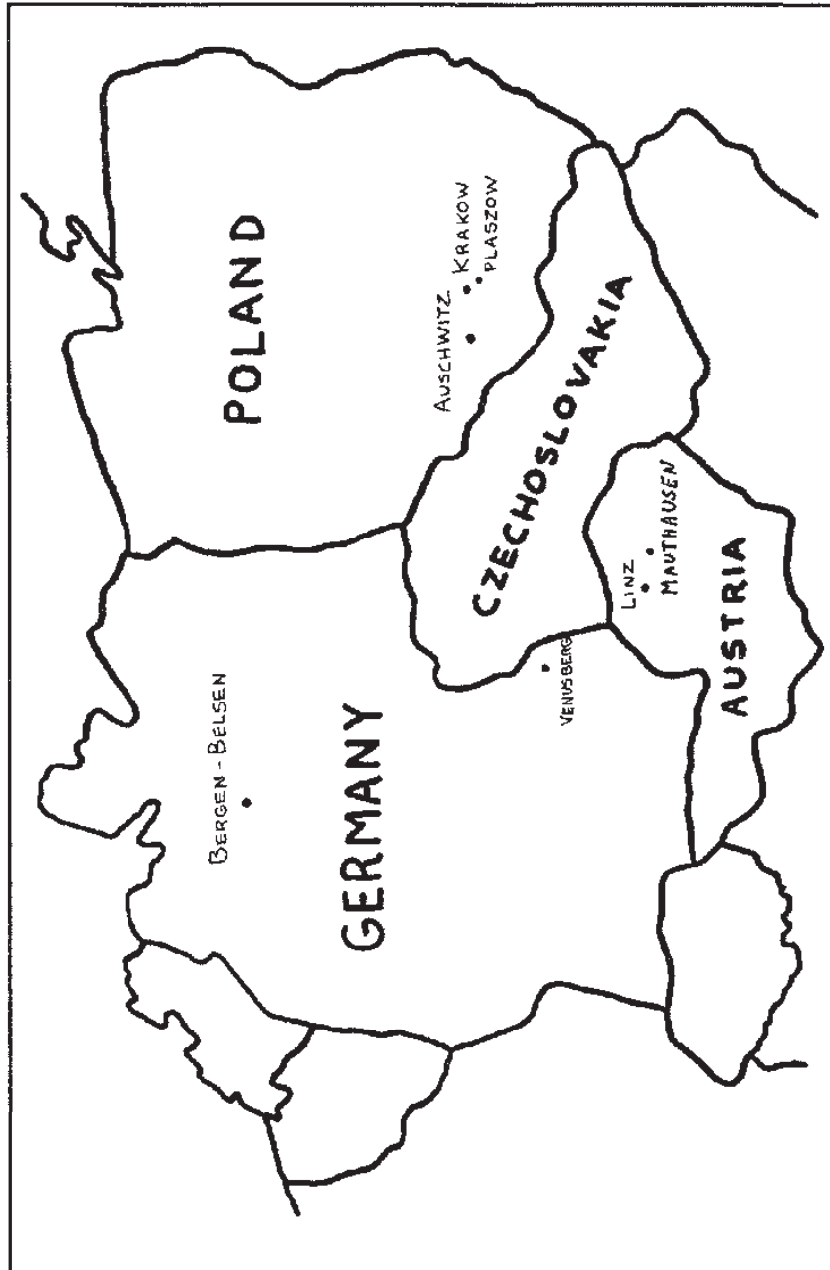 POLAND
BERGEN-BELSEN
AUSCHWITZ
KRAKOW
PLASZOW
GERMANY
CZECHOSLOVAKIA
VENUSBERG
LINZ
MAUTHAUSEN
AUSTRIA